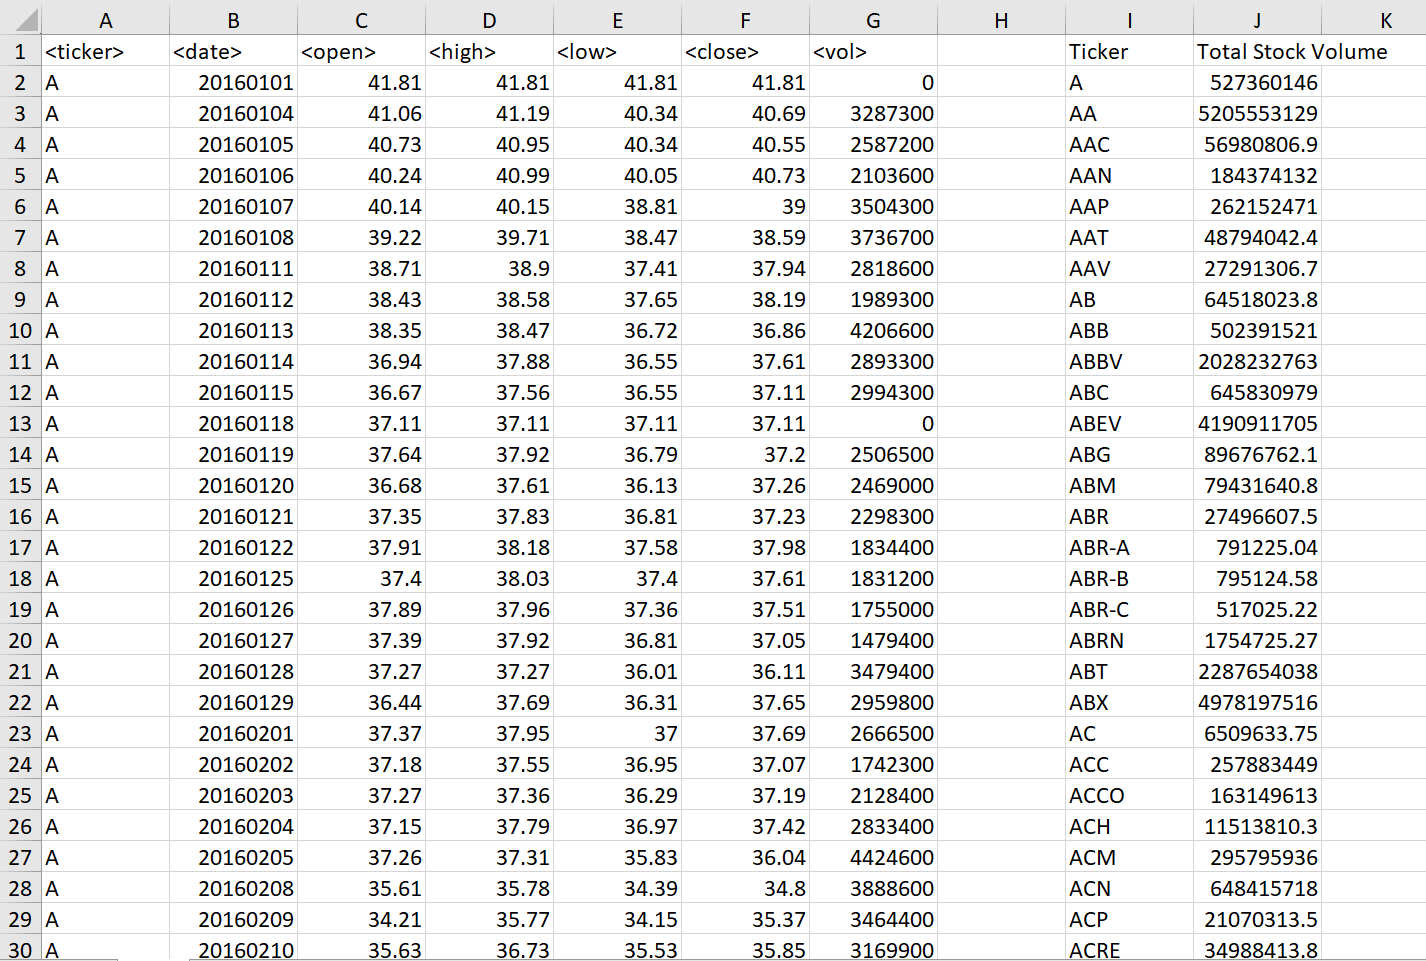 A B C D E F G H I J K
1 <ticker> <date> <open> <high> <low> <close> <vol> Ticker Total Stock Volume
2 A 20160101 41.81 41.81 41.81 41.81 0 A 527360146
3 A 20160104 41.06 41.19 40.34 40.69 3287300 AA 5205553129
4 A 20160105 40.73 40.95 40.34 40.55 2587200 AAC 56980806.9
5 A 20160106 40.24 40.99 40.05 40.73 2103600 AAN 184374132
6 A 20160107 40.14 40.15 38.81 39 3504300 AAP 262152471
7 A 20160108 39.22 39.71 38.47 38.59 3736700 AAT 48794042.4
8 A 20160111 38.71 38.9 37.41 37.94 2818600 AAV 27291306.7
9 A 20160112 38.43 38.58 37.65 38.19 1989300 AB 64518023.8
10 A 20160113 38.35 38.47 36.72 36.86 4206600 ABB 502391521
11 A 20160114 36.94 37.88 36.55 37.61 2893300 ABBV 2028232763
12 A 20160115 36.67 37.56 36.55 37.11 2994300 ABC 645830979
13 A 20160118 37.11 37.11 37.11 37.11 0 ABEV 4190911705
14 A 20160119 37.64 37.92 36.79 37.2 2506500 ABG 89676762.1
15 A 20160120 36.68 37.61 36.13 37.26 2469000 ABM 79431640.8
16 A 20160121 37.35 37.83 36.81 37.23 2298300 ABR 27496607.5
17 A 20160122 37.91 38.18 37.58 37.98 1834400 ABR-A 791225.04
18 A 20160125 37.4 38.03 37.4 37.61 1831200 ABR-B 795124.58
19 A 20160126 37.89 37.96 37.36 37.51 1755000 ABR-C 517025.22
20 A 20160127 37.39 37.92 36.81 37.05 1479400 ABRN 1754725.27
21 A 20160128 37.27 37.27 36.01 36.11 3479400 ABT 2287654038
22 A 20160129 36.44 37.69 36.31 37.65 2959800 ABX 4978197516
23 A 20160201 37.37 37.95 37 37.69 2666500 AC 6509633.75
24 A 20160202 37.18 37.55 36.95 37.07 1742300 ACC 257883449
25 A 20160203 37.27 37.36 36.29 37.19 2128400 ACCO 163149613
26 A 20160204 37.15 37.79 36.97 37.42 2833400 ACH 11513810.3
27 A 20160205 37.26 37.31 35.83 36.04 4424600 ACM 295795936
28 A 20160208 35.61 35.78 34.39 34.8 3888600 ACN 648415718
29 A 20160209 34.21 35.77 34.15 35.37 3464400 ACP 21070313.5
30 A 20160210 35.63 36.73 35.53 35.85 3169900 ACRE 34988413.8